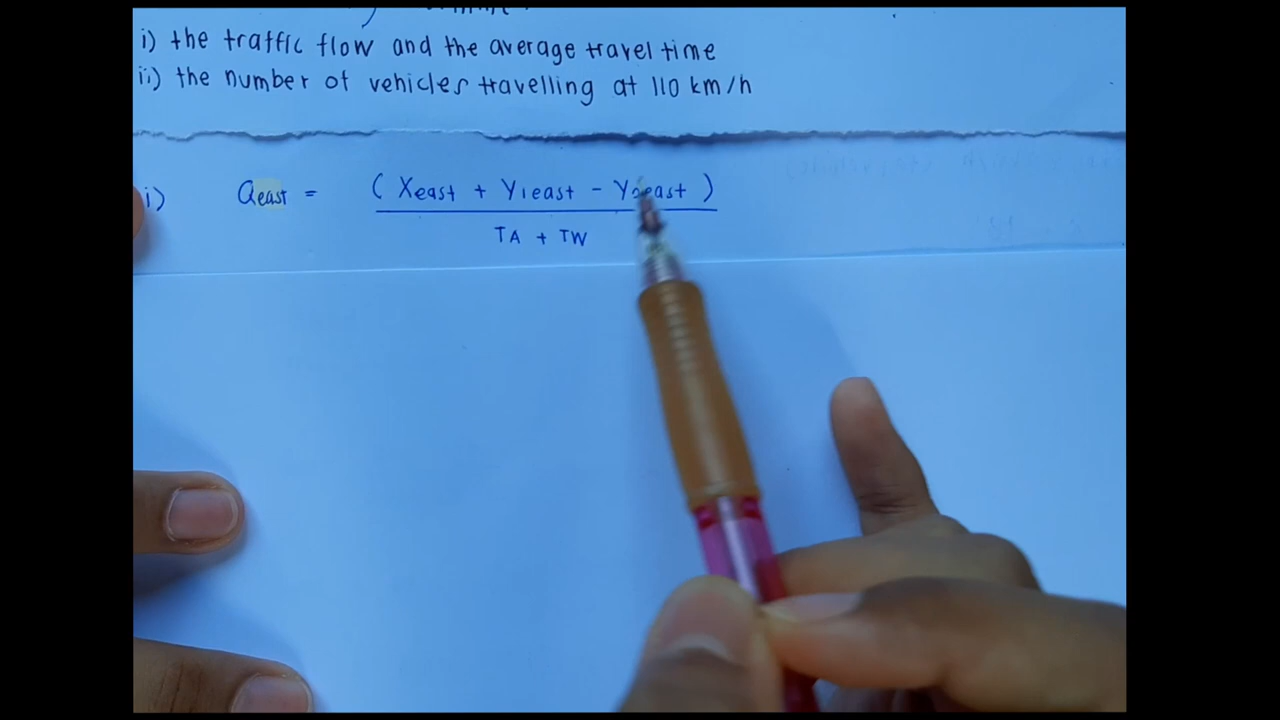 i) the traffic flow and the average travel time
ii) the number of vehicles travelling at 110 km/h
i) Qeast = ( Xeast + Y1east - Y2east )
TA + TW